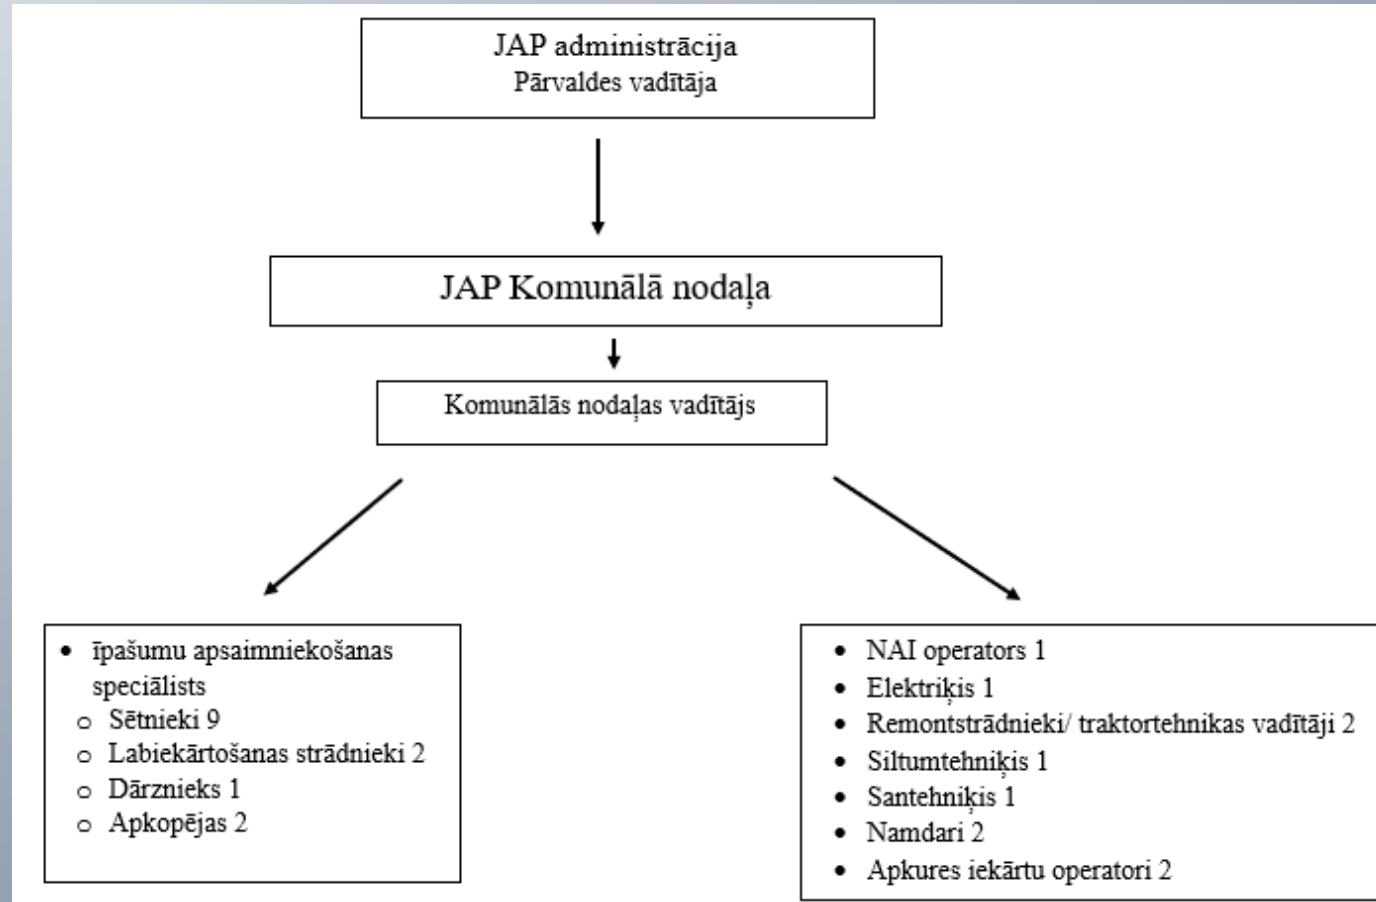 JAP administrācija
Pārvaldes vadītāja
JAP Komunālā nodaļa
Komunālās nodaļas vadītājs
• īpašumu apsaimniekošanas
speciālists
o Sētnieki 9
o Labiekārtošanas strādnieki 2
o Dārznieks 1
o Apkopējas 2
• NAI operators 1
• Elektriķis 1
• Remontstrādnieki/ traktortehnikas vadītāji 2
• Siltumtehniķis 1
• Santehniķis 1
• Namdari 2
• Apkures iekārtu operatori 2